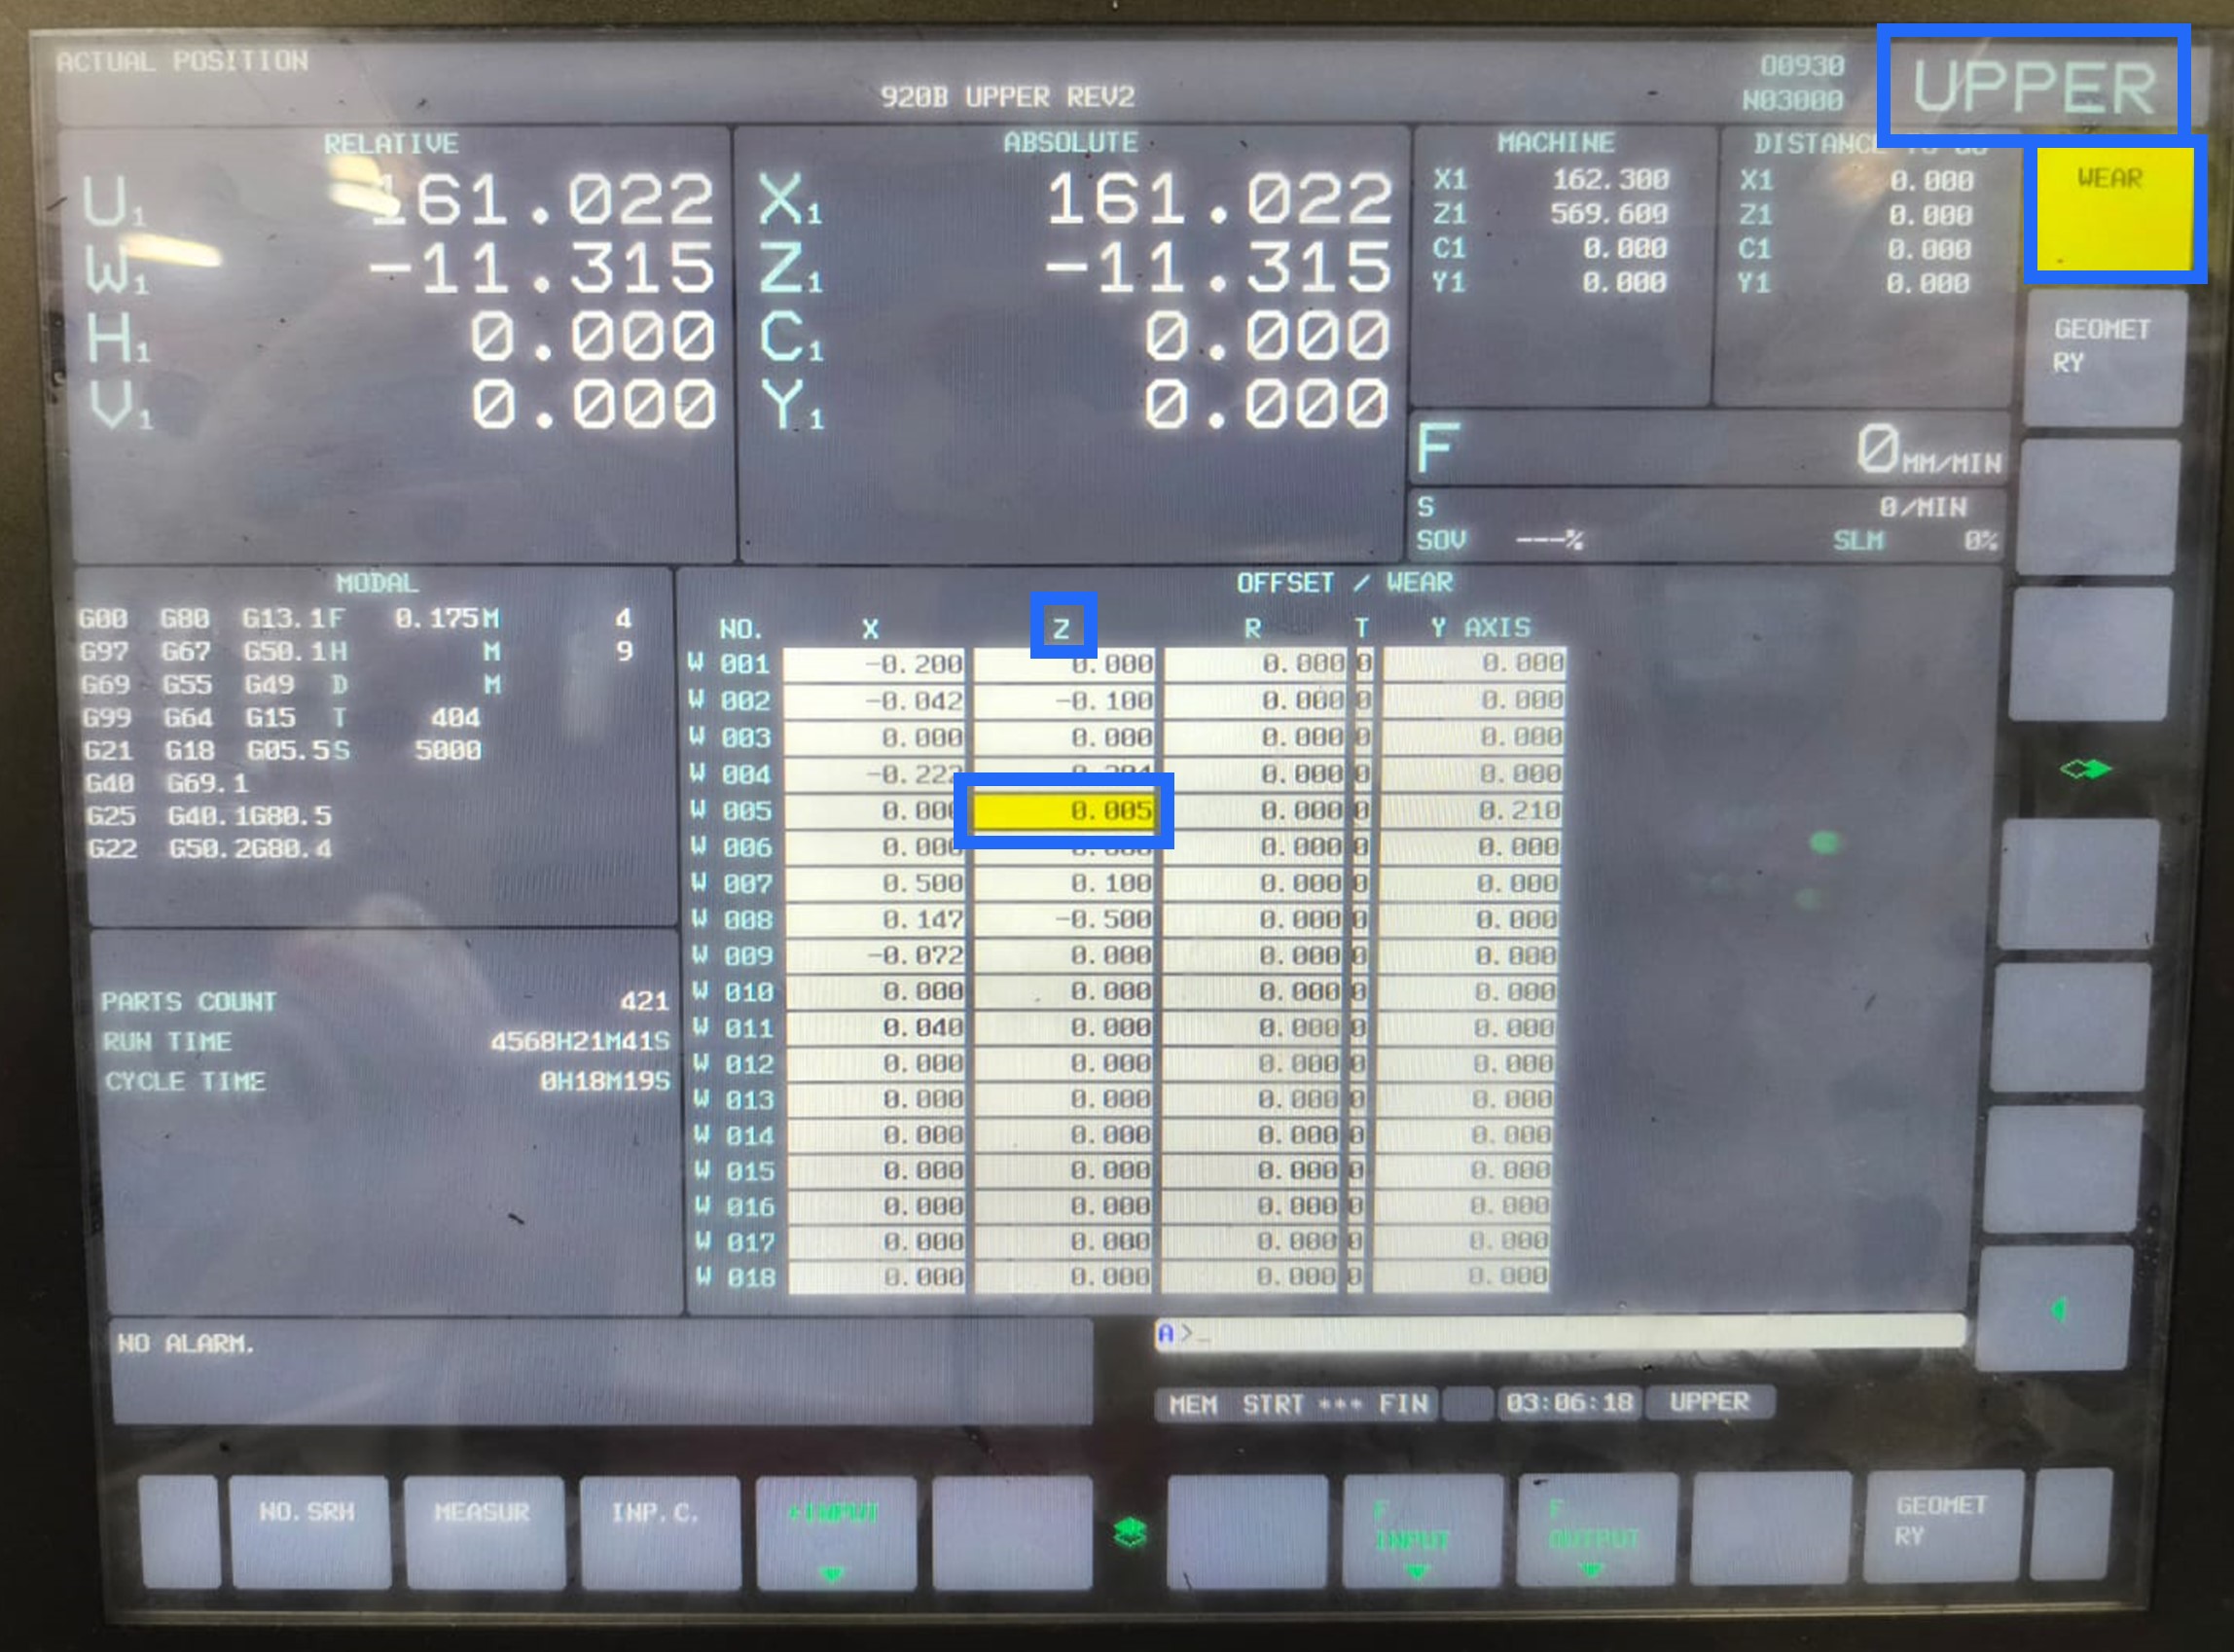 ACTUAL POSITION
920B UPPER REV2
O0930
N03000
UPPER
RELATIVE
U1 161.022
W1 -11.315
H1 0.000
V1 0.000
ABSOLUTE
X1 161.022
Z1 -11.315
C1 0.000
Y1 0.000
MACHINE
X1 162.300
Z1 569.600
C1 0.000
Y1 0.000
DISTANCE TO GO
X1 0.000
Z1 0.000
C1 0.000
Y1 0.000
F 0 MM/MIN
S 0/MIN
SOV ---% SLM 0%
WEAR
GEOMET
RY
MODAL
G00 G80 G13.1 F 0.175 M 4
G97 G67 G50.1 H M 9
G69 G55 G49 D M
G99 G64 G15 T 404
G21 G18 G05.5 S 5000
G40 G69.1
G25 G40.1 G80.5
G22 G50.2 G80.4
PARTS COUNT 421
RUN TIME 4568H21M41S
CYCLE TIME 0H18M19S
OFFSET / WEAR
NO. X Z R T Y AXIS
W 001 -0.200 0.000 0.000 0 0.000
W 002 -0.042 -0.100 0.000 0 0.000
W 003 0.000 0.000 0.000 0 0.000
W 004 -0.222 0.000 0 0.000
W 005 0.000 0.005 0.000 0 0.210
W 006 0.000 0.000 0.000 0 0.000
W 007 0.500 0.100 0.000 0 0.000
W 008 0.147 -0.500 0.000 0 0.000
W 009 -0.072 0.000 0.000 0 0.000
W 010 0.000 0.000 0.000 0 0.000
W 011 0.040 0.000 0.000 0 0.000
W 012 0.000 0.000 0.000 0 0.000
W 013 0.000 0.000 0.000 0 0.000
W 014 0.000 0.000 0.000 0 0.000
W 015 0.000 0.000 0.000 0 0.000
W 016 0.000 0.000 0.000 0 0.000
W 017 0.000 0.000 0.000 0 0.000
W 018 0.000 0.000 0.000 0 0.000
NO ALARM.
A>_
MEM STRT *** FIN 03:06:18 UPPER
NO.SRH
MEASUR
INP.C.
+INPUT
F
INPUT
F
OUTPUT
GEOMET
RY